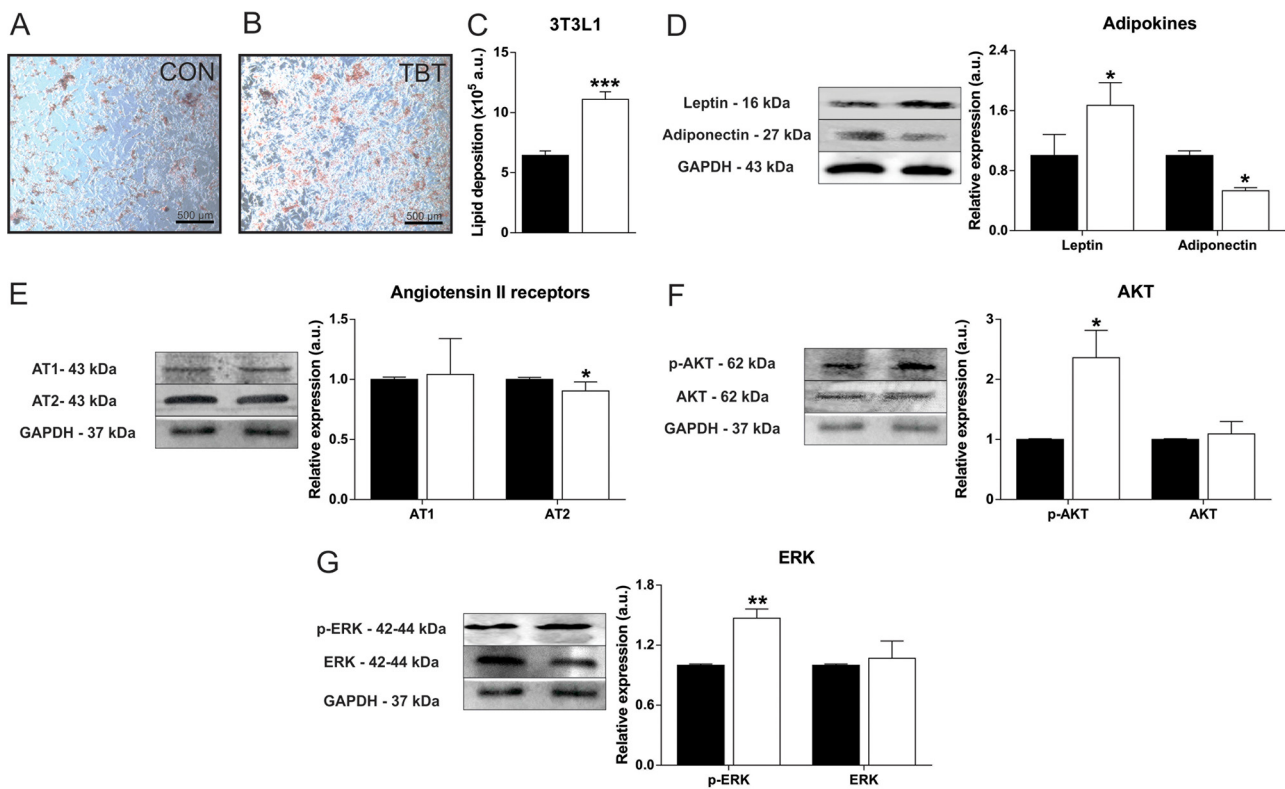 A
CON
500 µm
B
TBT
500 µm
C
3T3L1
Lipid deposition (x10⁵ a.u.)
15
10
5
0
***
D
Leptin - 16 kDa
Adiponectin - 27 kDa
GAPDH - 43 kDa
Adipokines
Relative expression (a.u.)
2.4
1.6
0.8
0.0
*
*
Leptin
Adiponectin
E
AT1- 43 kDa
AT2- 43 kDa
GAPDH - 37 kDa
Angiotensin II receptors
Relative expression (a.u.)
1.5
1.0
0.5
0.0
*
AT1
AT2
F
p-AKT - 62 kDa
AKT - 62 kDa
GAPDH - 37 kDa
AKT
Relative expression (a.u.)
3
2
1
0
*
p-AKT
AKT
G
p-ERK - 42-44 kDa
ERK - 42-44 kDa
GAPDH - 37 kDa
ERK
Relative expression (a.u.)
1.8
1.2
0.6
0.0
**
p-ERK
ERK